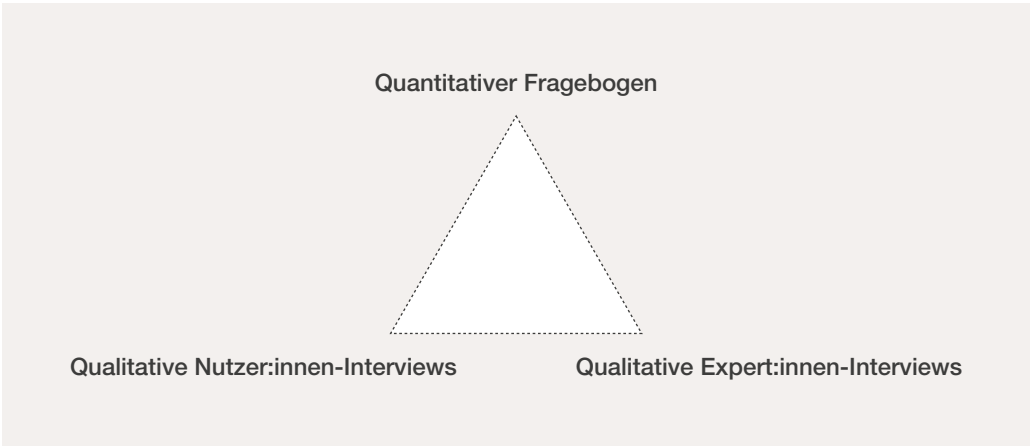 Quantitativer Fragebogen
Qualitative Nutzer:innen-Interviews
Qualitative Expert:innen-Interviews